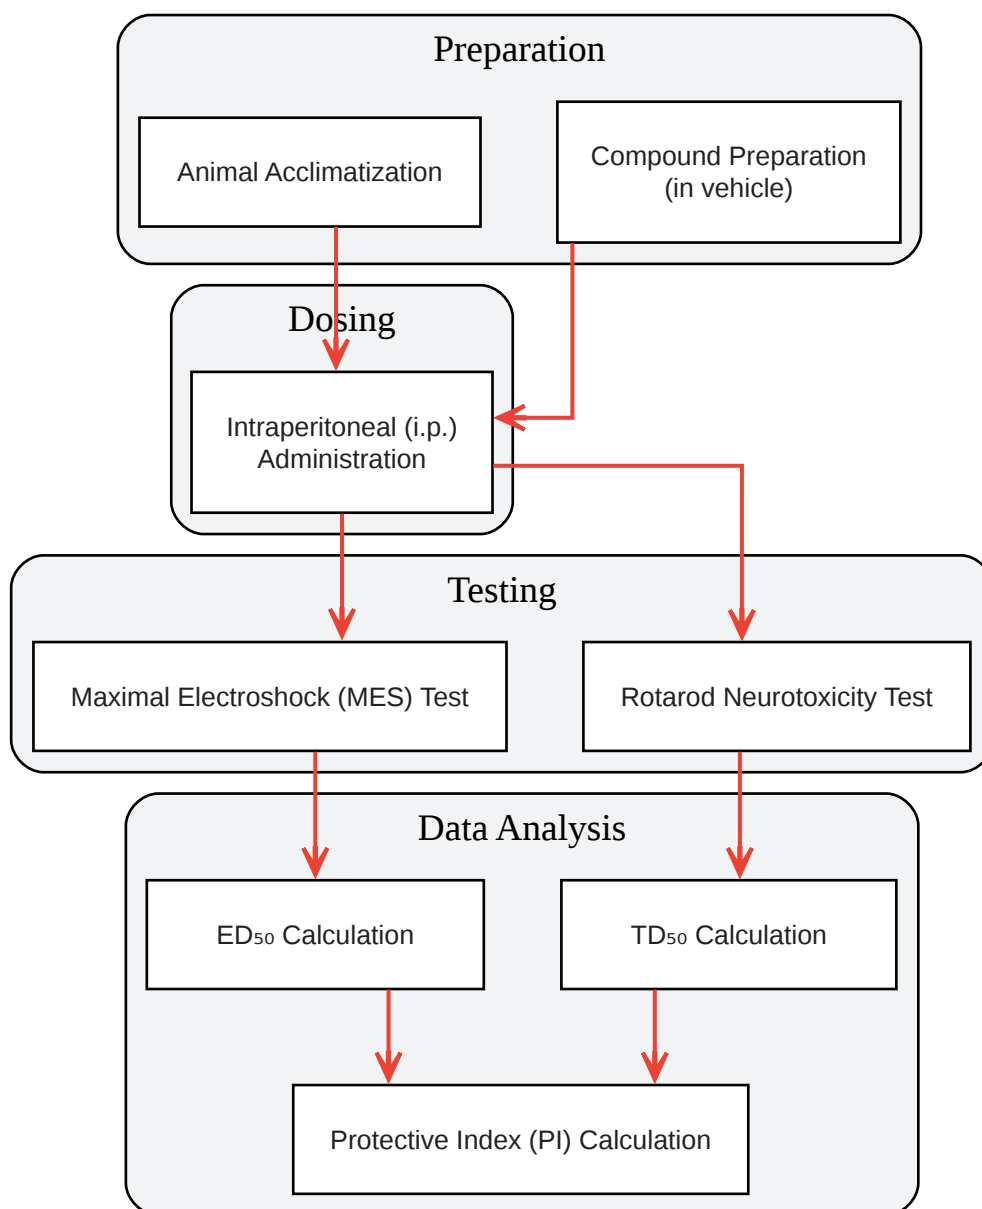 Preparation
Animal Acclimatization
Compound Preparation
(in vehicle)
Dosing
Intraperitoneal (i.p.)
Administration
Testing
Maximal Electroshock (MES) Test
Rotarod Neurotoxicity Test
Data Analysis
ED₅₀ Calculation
TD₅₀ Calculation
Protective Index (PI) Calculation